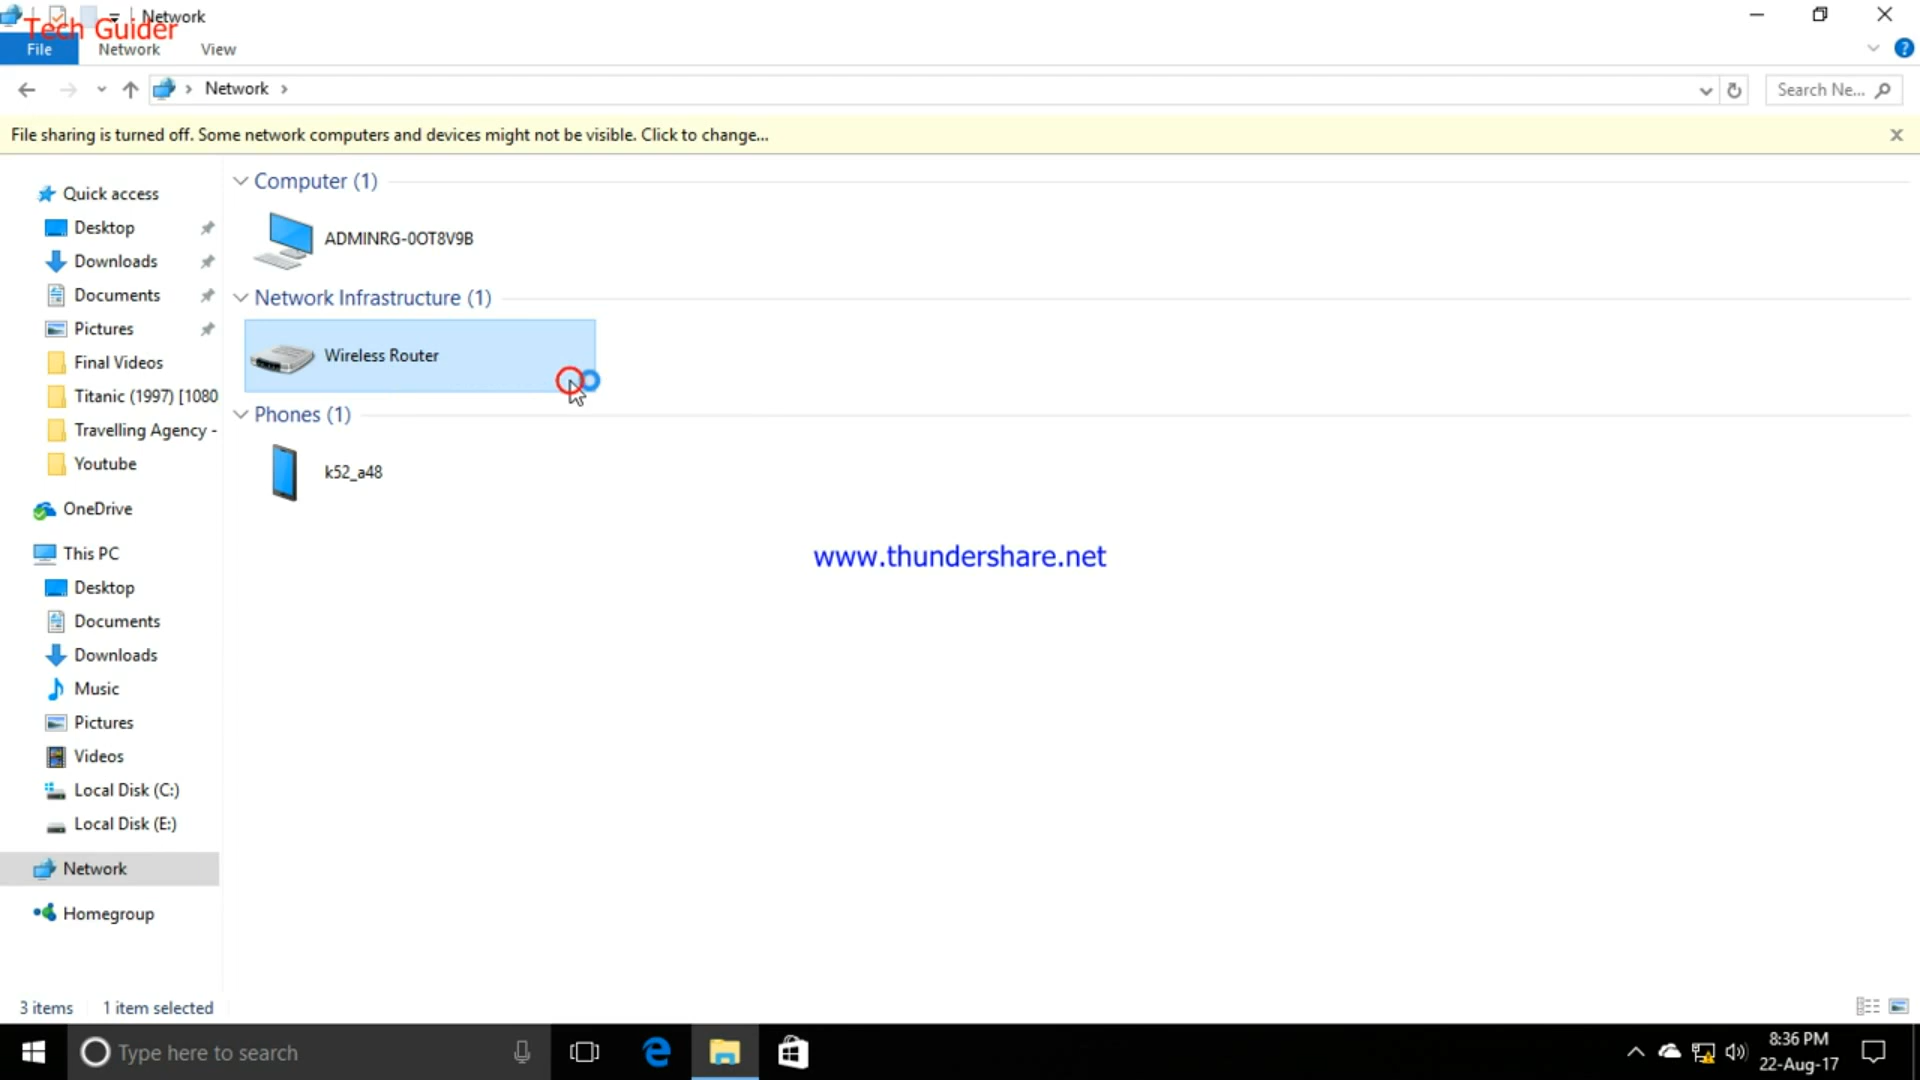 Network
Tech Guider
File Network View
Network
Search Ne...
File sharing is turned off. Some network computers and devices might not be visible. Click to change...
Quick access
Desktop
Downloads
Documents
Pictures
Final Videos
Titanic (1997) [1080
Travelling Agency -
Youtube
OneDrive
This PC
Desktop
Documents
Downloads
Music
Pictures
Videos
Local Disk (C:)
Local Disk (E:)
Network
Homegroup
Computer (1)
ADMINRG-0OT8V9B
Network Infrastructure (1)
Wireless Router
Phones (1)
k52_a48
www.thundershare.net
3 items 1 item selected
Type here to search
8:36 PM
22-Aug-17